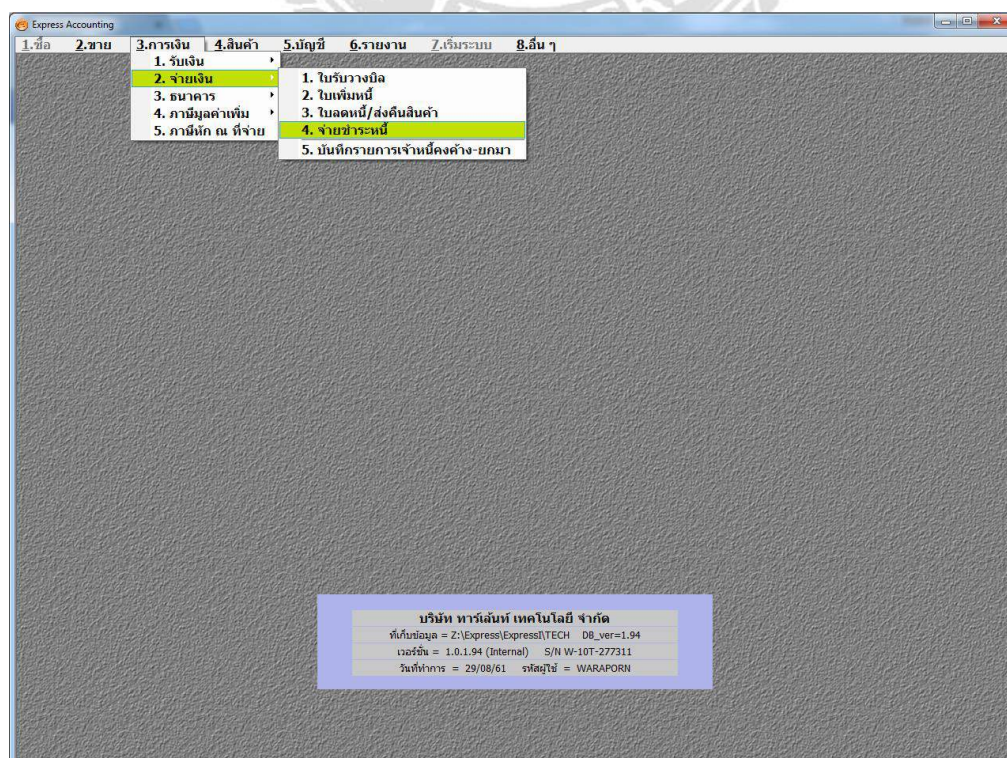 Express Accounting
1.ซื้อ 2.ขาย 3.การเงิน 4.สินค้า 5.บัญชี 6.รายงาน 7.เริ่มระบบ 8.อื่น ๆ
1. รับเงิน
2. จ่ายเงิน
3. ธนาคาร
4. ภาษีมูลค่าเพิ่ม
5. ภาษีหัก ณ ที่จ่าย
1. ใบรับวางบิล
2. ใบเพิ่มหนี้
3. ใบลดหนี้/ส่งคืนสินค้า
4. จ่ายชำระหนี้
5. บันทึกรายการเจ้าหนี้คงค้าง-ยกมา
บริษัท ทาร์เล้นท์ เทคโนโลยี จำกัด
ที่เก็บข้อมูล = Z:\Express\ExpressI\TECH DB_ver=1.94
เวอร์ชั่น = 1.0.1.94 (Internal) S/N W-10T-277311
วันที่ทำการ = 29/08/61 รหัสผู้ใช้ = WARAPORN